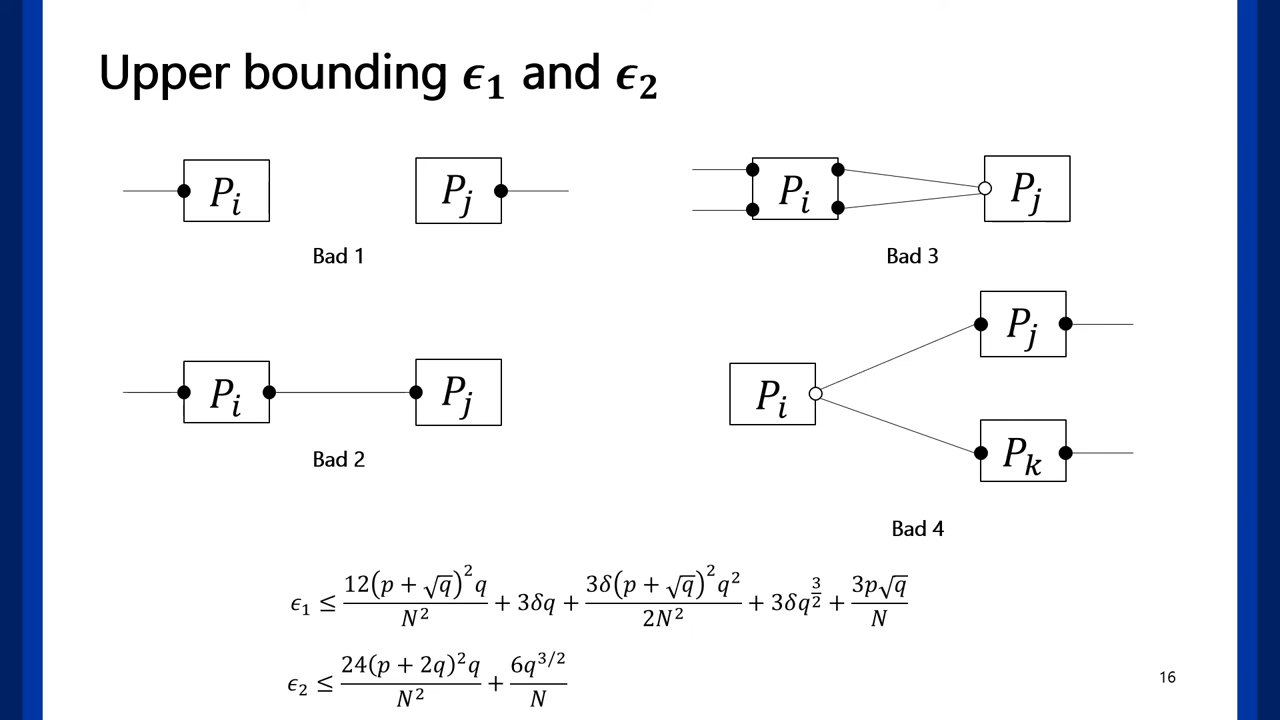 Upper bounding ϵ₁ and ϵ₂
Pᵢ Pⱼ
Bad 1
Pᵢ Pⱼ
Bad 3
Pᵢ Pⱼ
Bad 2
Pᵢ Pⱼ Pₖ
Bad 4
ϵ₁ ≤ 12(p + √q)²q / N² + 3δq + 3δ(p + √q)²q² / 2N² + 3δq^(3/2) + 3p√q / N
ϵ₂ ≤ 24(p + 2q)²q / N² + 6q^(3/2) / N
16